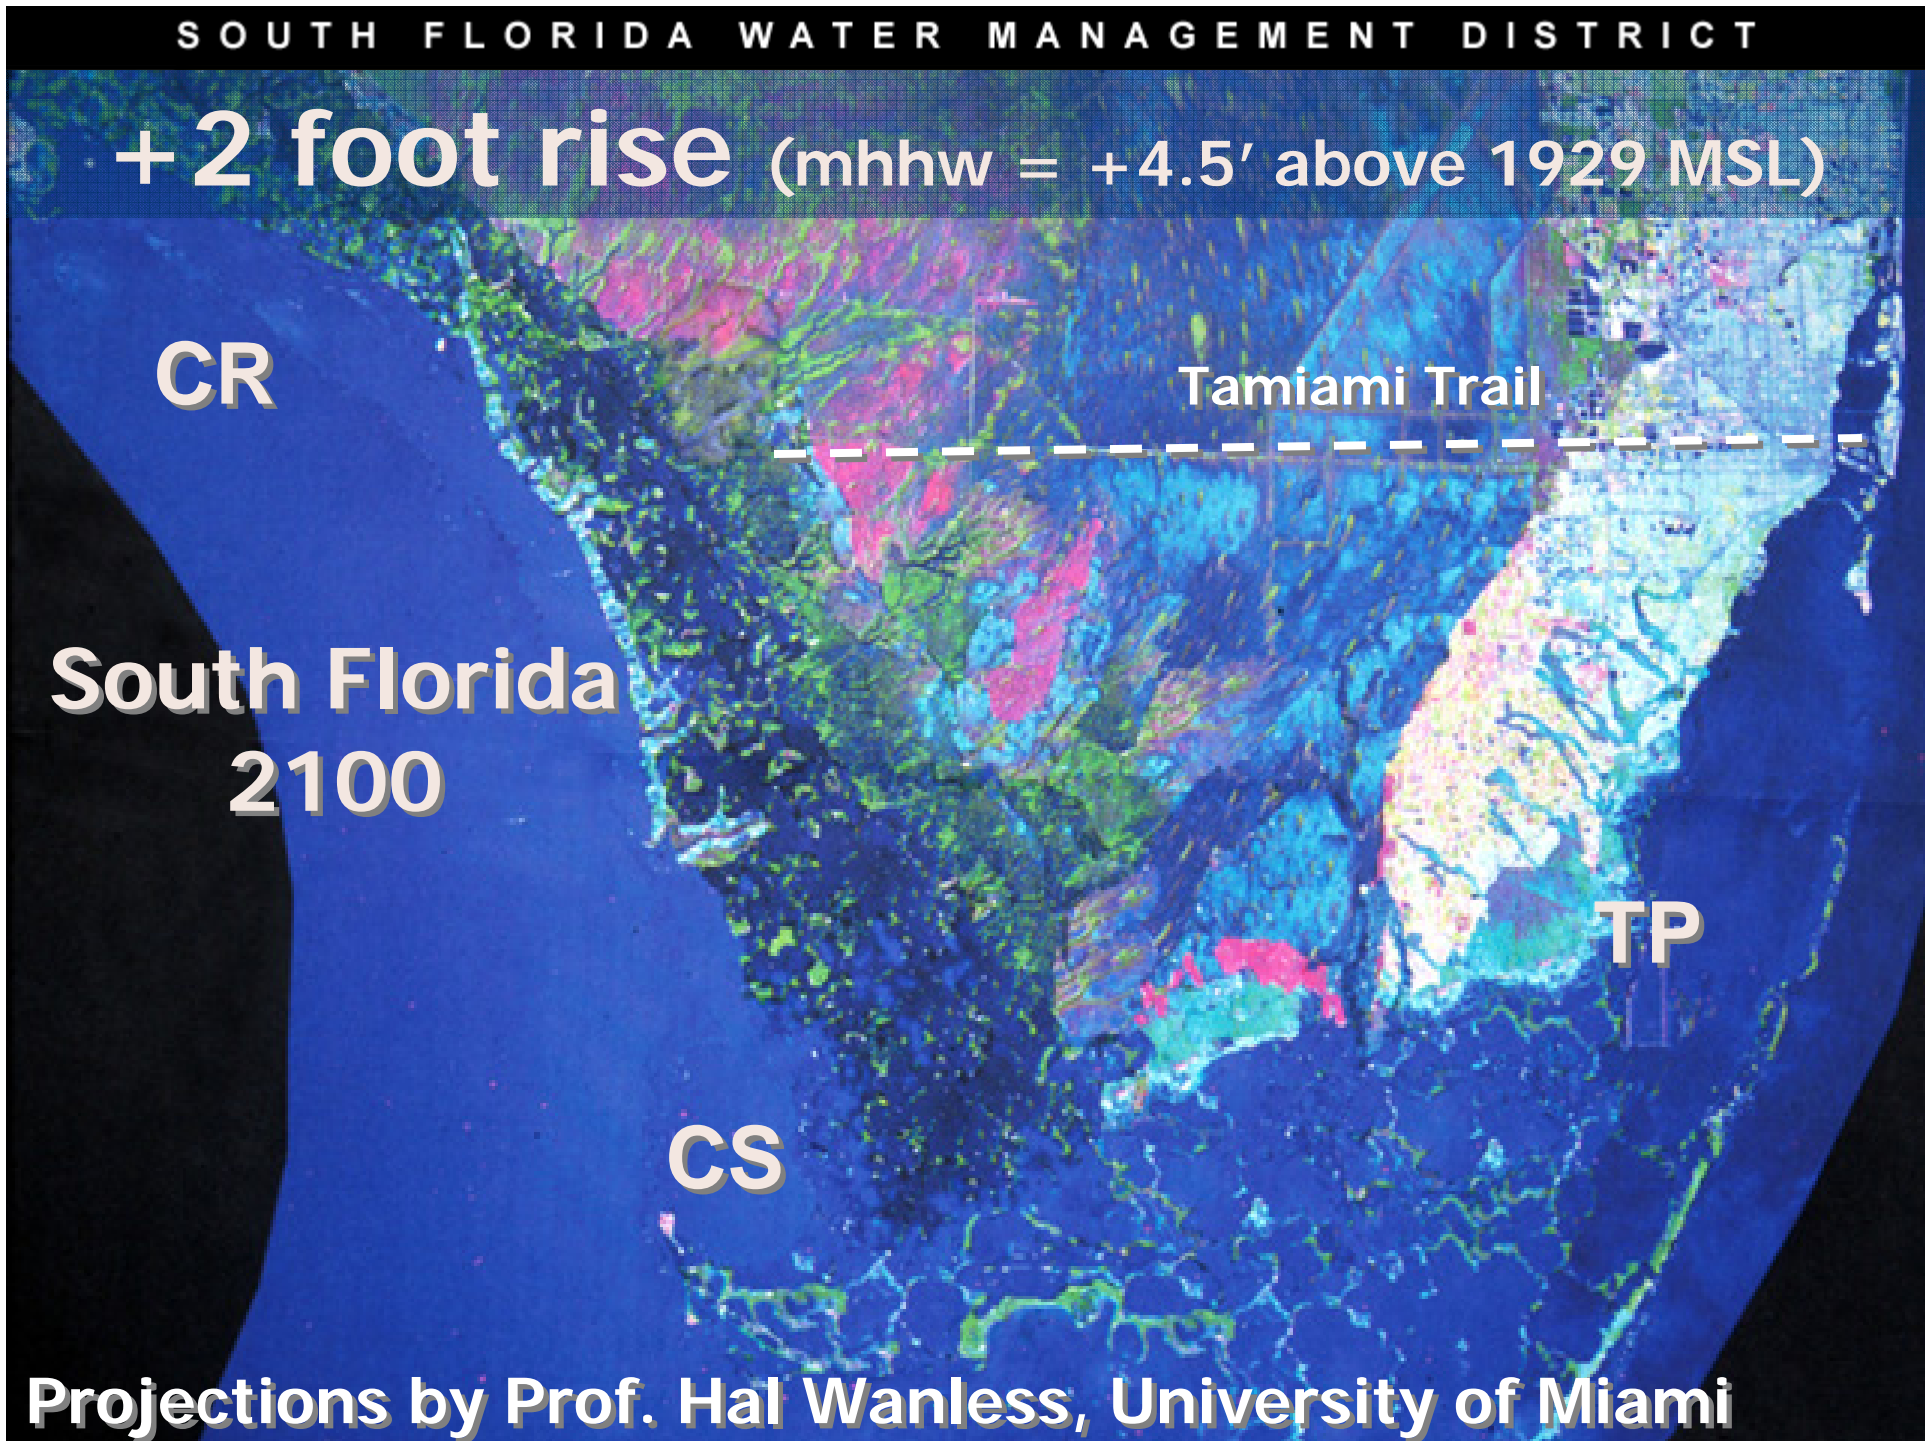 SOUTH FLORIDA WATER MANAGEMENT DISTRICT
+2 foot rise (mhhw = +4.5’ above 1929 MSL)
CR
Tamiami Trail
South Florida
2100
TP
CS
Projections by Prof. Hal Wanless, University of Miami